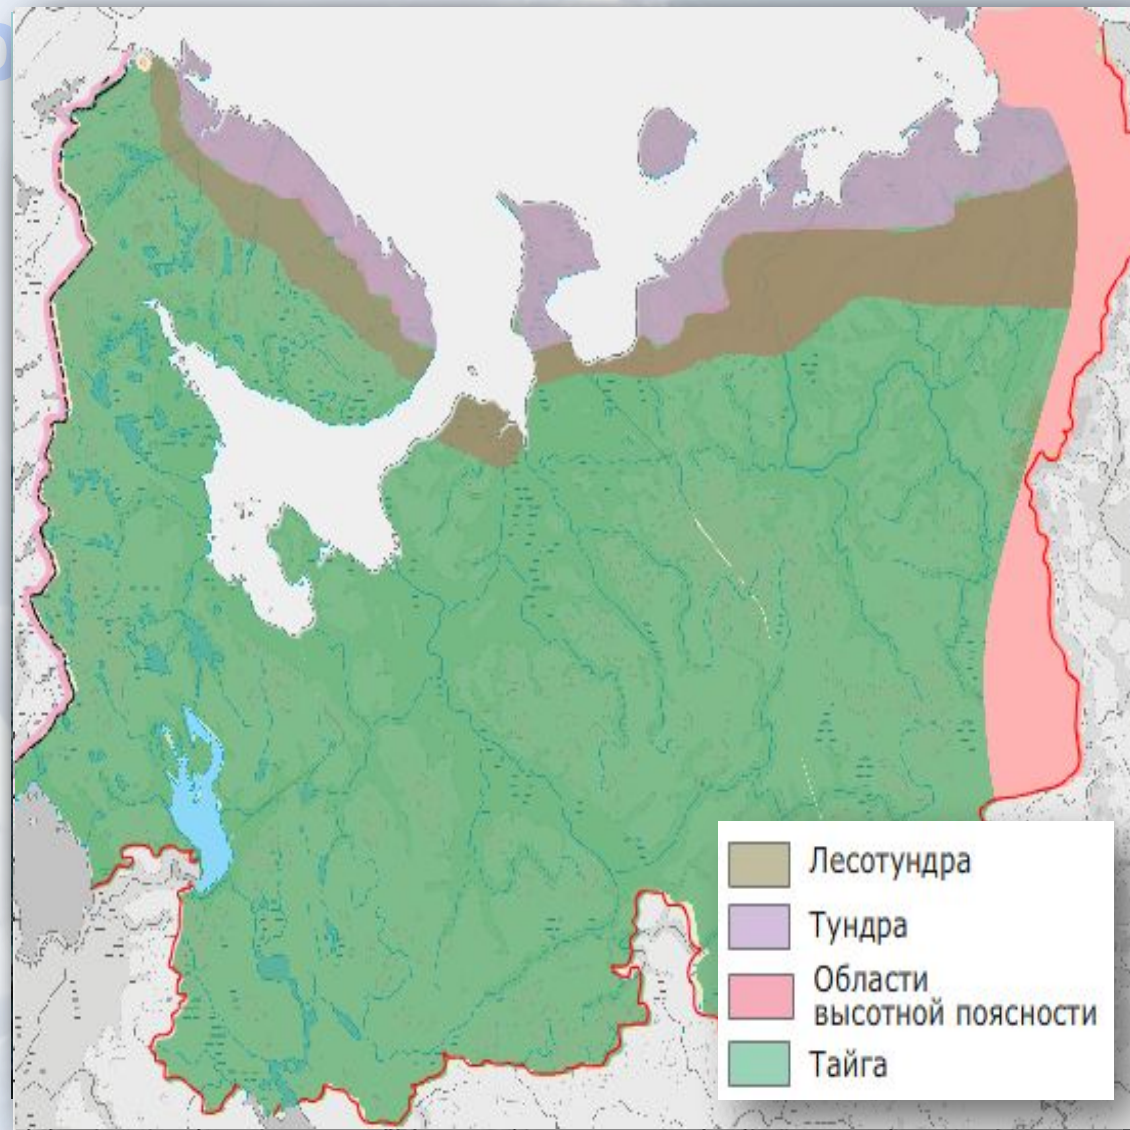 Лесотундра
Тундра
Области
высотной поясности
Тайга